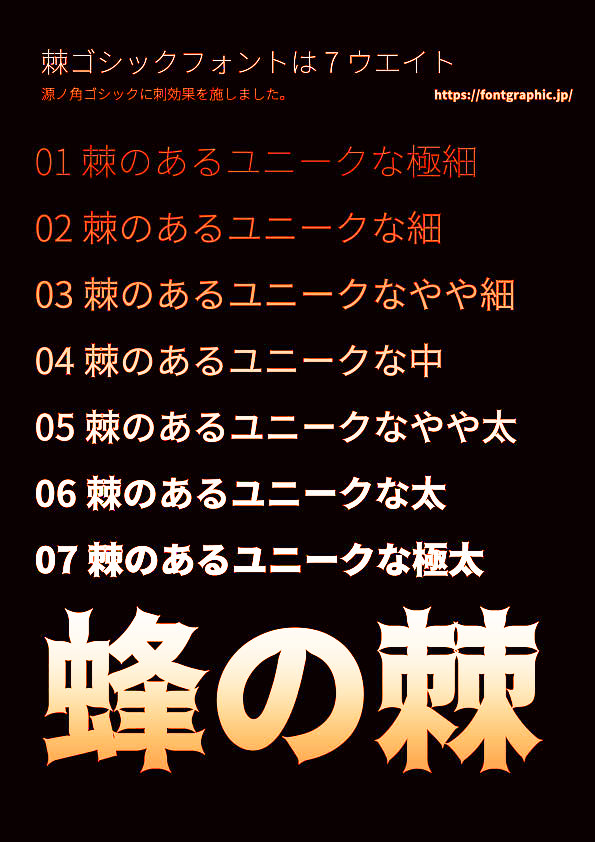 棘ゴシックフォントは7ウエイト
源ノ角ゴシックに刺効果を施しました。
https://fontgraphic.jp/
01 棘のあるユニークな極細
02 棘のあるユニークな細
03 棘のあるユニークなやや細
04 棘のあるユニークな中
05 棘のあるユニークなやや太
06 棘のあるユニークな太
07 棘のあるユニークな極太
蜂の棘